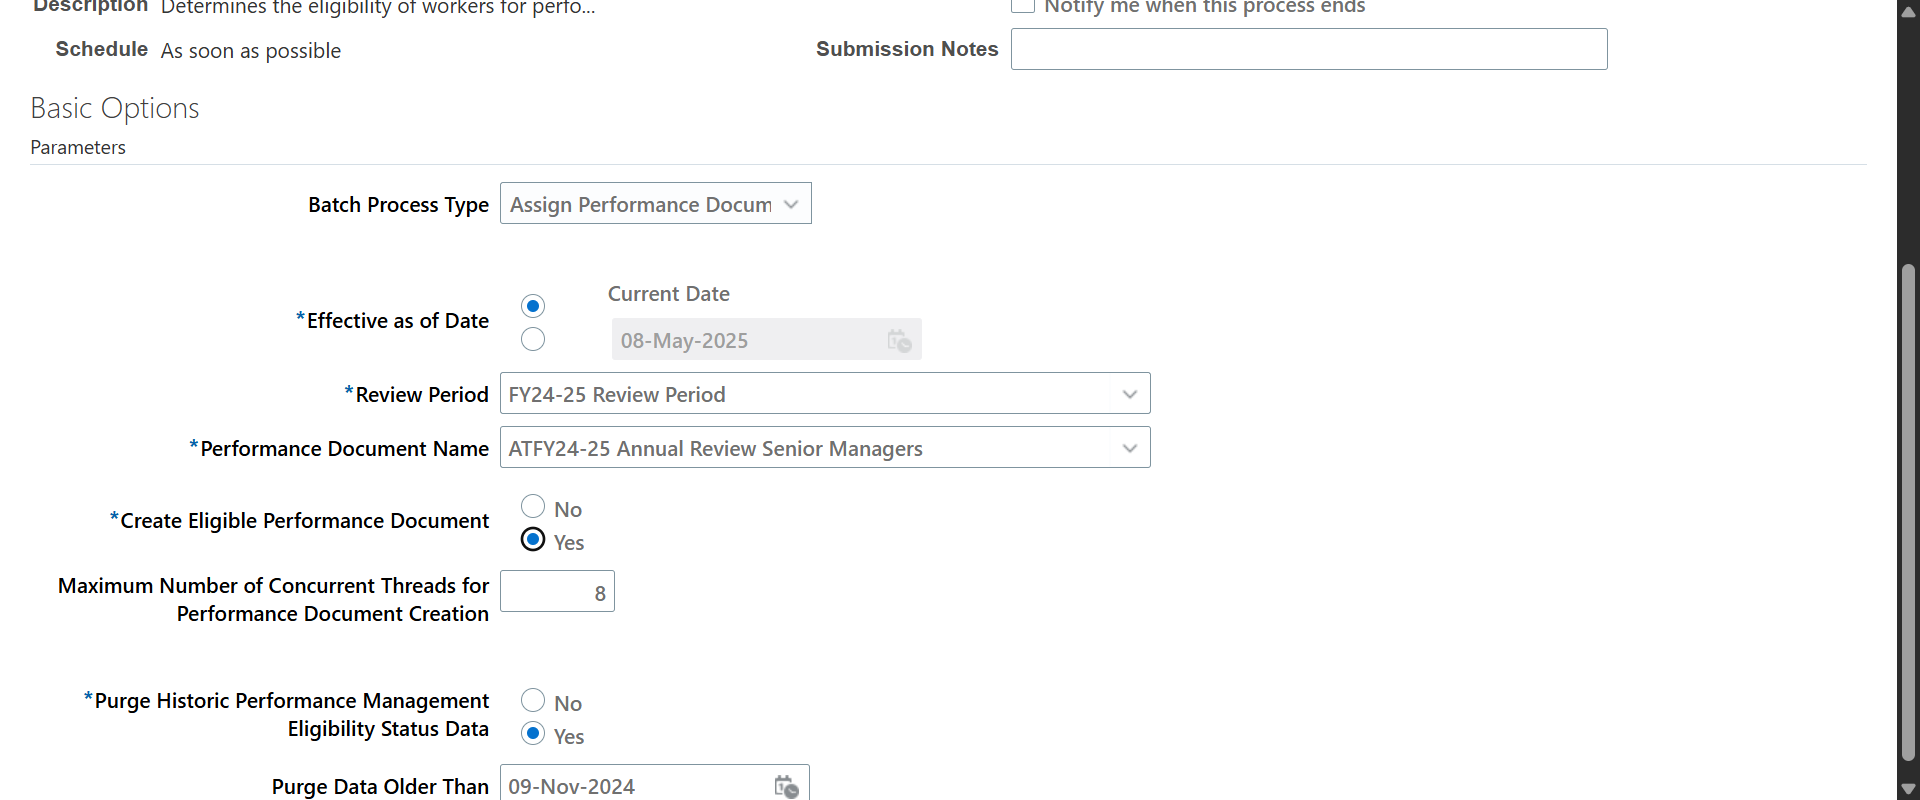 Description Determines the eligibility of workers for perfo...
Notify me when this process ends
Schedule As soon as possible
Submission Notes
Basic Options
Parameters
Batch Process Type Assign Performance Docum
Current Date
*Effective as of Date
08-May-2025
*Review Period FY24-25 Review Period
*Performance Document Name ATFY24-25 Annual Review Senior Managers
No
*Create Eligible Performance Document
Yes
Maximum Number of Concurrent Threads for
Performance Document Creation
8
*Purge Historic Performance Management
Eligibility Status Data
No
Yes
Purge Data Older Than 09-Nov-2024